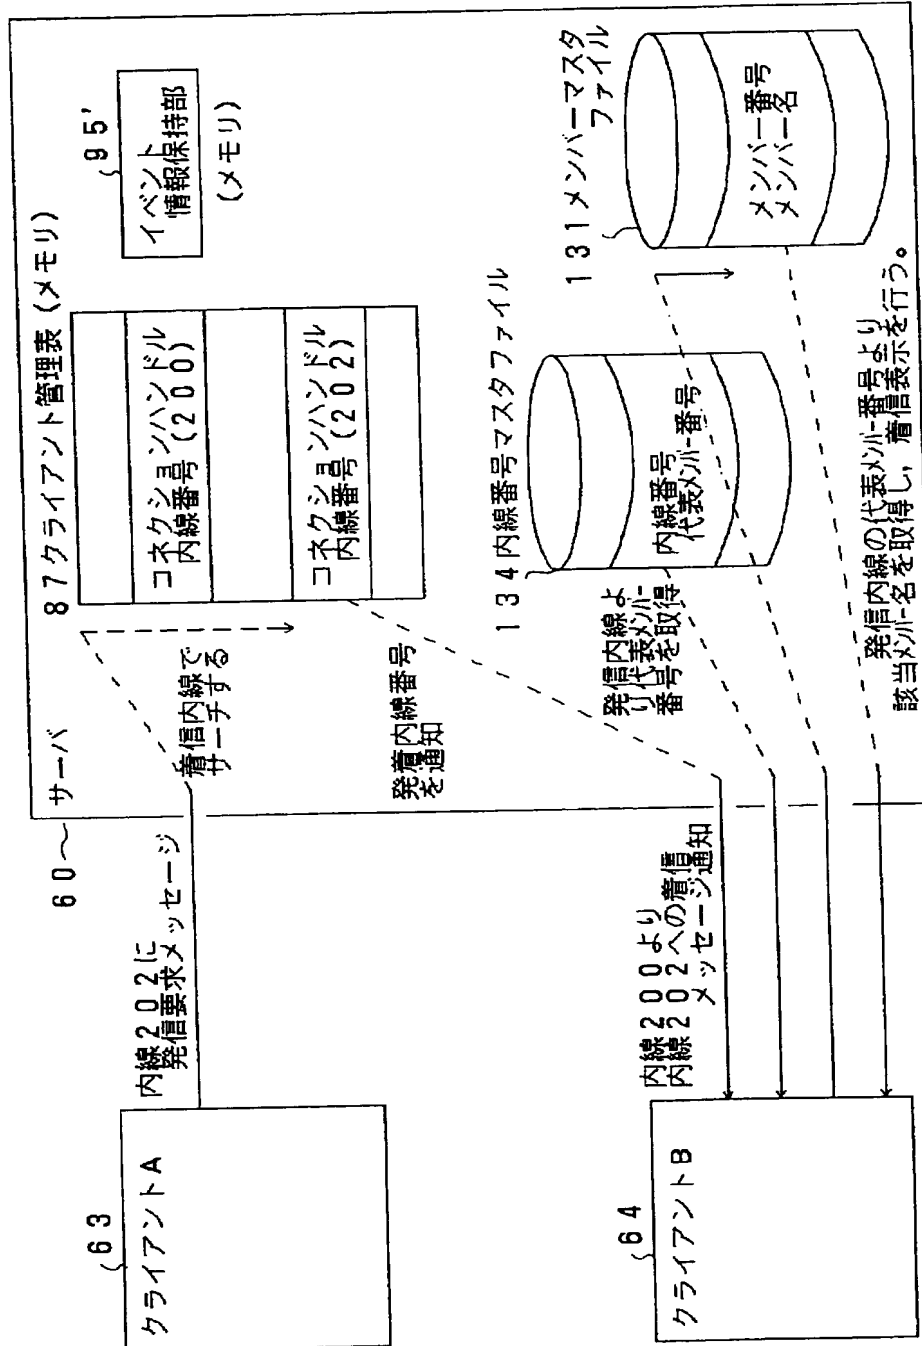 60
サーバ
87クライアント管理表(メモリ)
コネクションハンドル
内線番号(200)
コネクションハンドル
内線番号(202)
95'
イベント
情報保持部
(メモリ)
着信内線で
サーチする
発着内線番号
を通知
134内線番号マスタファイル
内線番号
代表メンバー番号
発信内線よ
り代表メンバー
番号を取得
131メンバーマスタ
ファイル
メンバー番号
メンバー名
発信内線の代表メンバー番号より
該当メンバー名を取得し,着信表示を行う。
63
クライアントA
内線202に
発信要求メッセージ
64
クライアントB
内線200より
内線202への着信
メッセージ通知